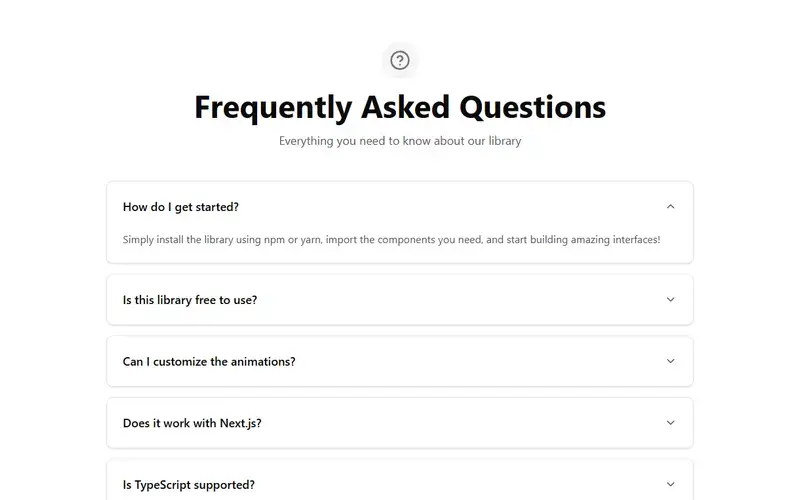 Frequently Asked Questions
Everything you need to know about our library
How do I get started?
Simply install the library using npm or yarn, import the components you need, and start building amazing interfaces!
Is this library free to use?
Can I customize the animations?
Does it work with Next.js?
Is TypeScript supported?